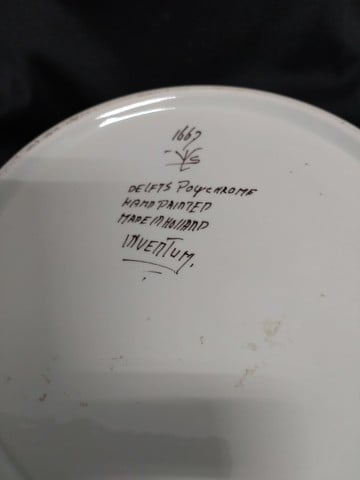 1667
DELFTS POLYCHROME
HAND PAINTED
MADE IN HOLLAND
INVENTUM.